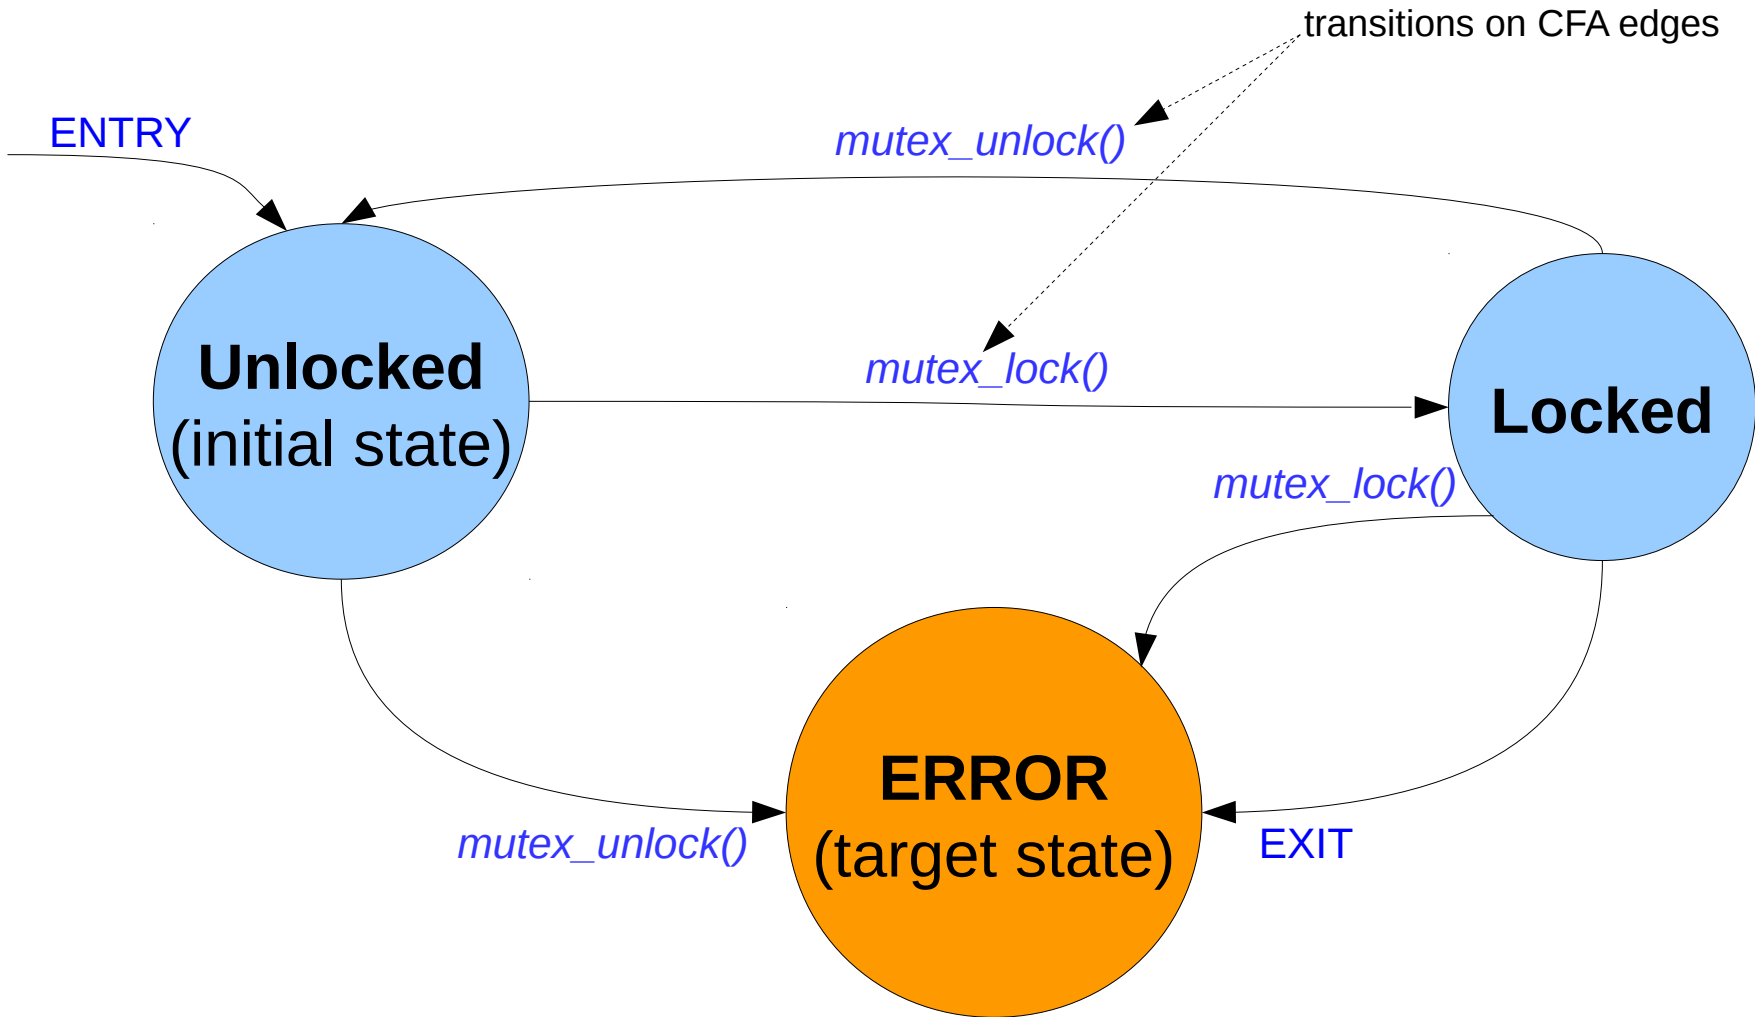 transitions on CFA edges
ENTRY
mutex_unlock()
Unlocked
(initial state)
mutex_lock()
Locked
mutex_lock()
ERROR
(target state)
mutex_unlock()
EXIT